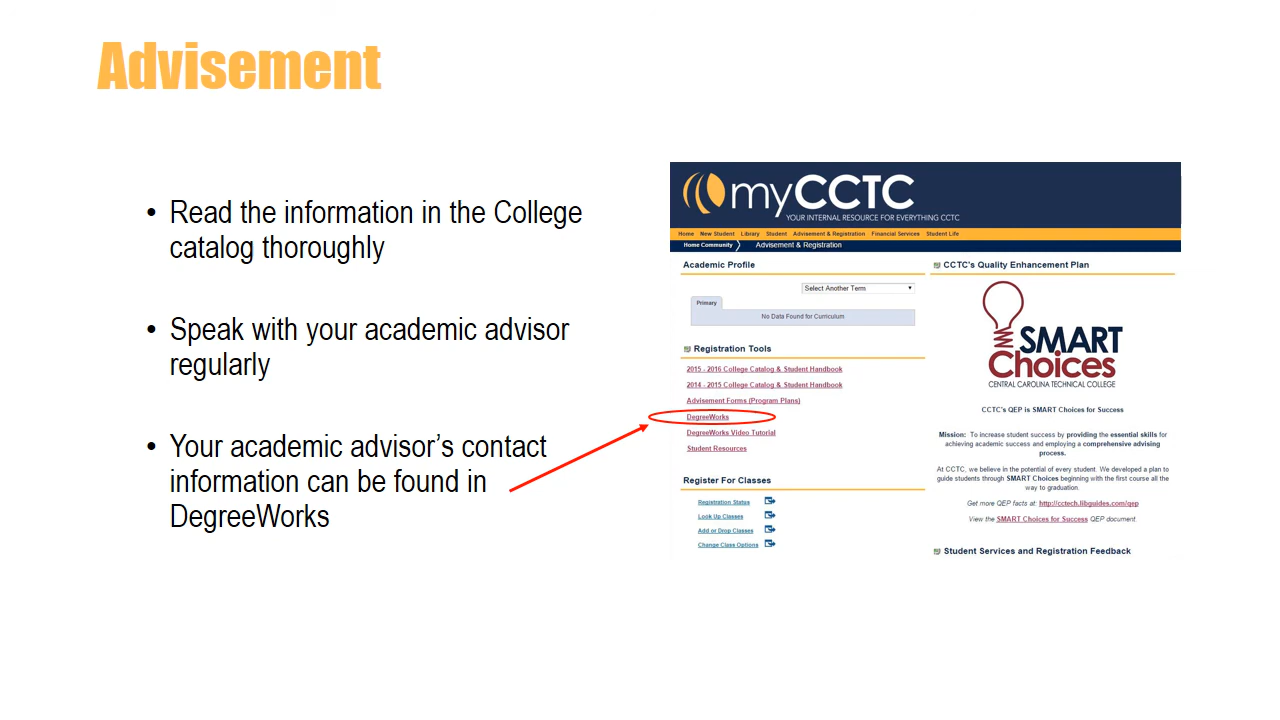 Advisement
• Read the information in the College
catalog thoroughly
• Speak with your academic advisor
regularly
• Your academic advisor’s contact
information can be found in
DegreeWorks
myCCTC
YOUR INTERNAL RESOURCE FOR EVERYTHING CCTC
Home New Student Library Student Advisement & Registration Financial Services Student Life
Home Community Advisement & Registration
Academic Profile
Select Another Term
Primary
No Data Found for Curriculum
Registration Tools
2015 - 2016 College Catalog & Student Handbook
2014 - 2015 College Catalog & Student Handbook
Advisement Forms (Program Plans)
DegreeWorks
DegreeWorks Video Tutorial
Student Resources
Register For Classes
Registration Status
Look Up Classes
Add or Drop Classes
Change Class Options
CCTC's Quality Enhancement Plan
SMART
Choices
CENTRAL CAROLINA TECHNICAL COLLEGE
CCTC's QEP is SMART Choices for Success
Mission: To increase student success by providing the essential skills for
achieving academic success and employing a comprehensive advising
process.
At CCTC, we believe in the potential of every student. We developed a plan to
guide students through SMART Choices beginning with the first course all the
way to graduation.
Get more QEP facts at: http://cctech.libguides.com/qep
View the SMART Choices for Success QEP document.
Student Services and Registration Feedback